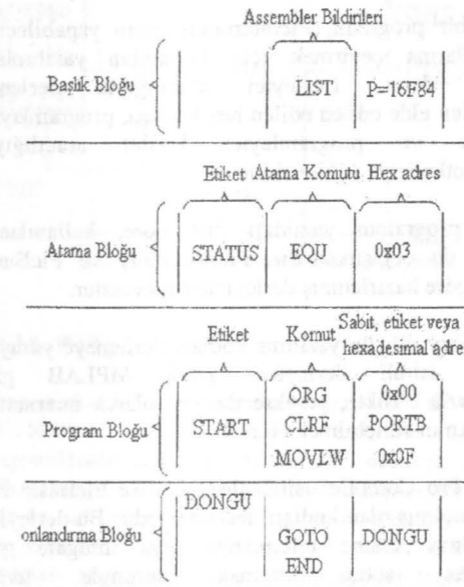 Assembler Bildirileri
Başlık Bloğu LIST P=16F84
Etiket Atama Komutu Hex adres
Atama Bloğu STATUS EQU 0x03
Etiket Komut Sabit, etiket veya hexadesimal adre
ORG 0x00
Program Bloğu START CLRF PORTB
MOVLW 0x0F
DONGU
onlandırma Bloğu GOTO DONGU
END